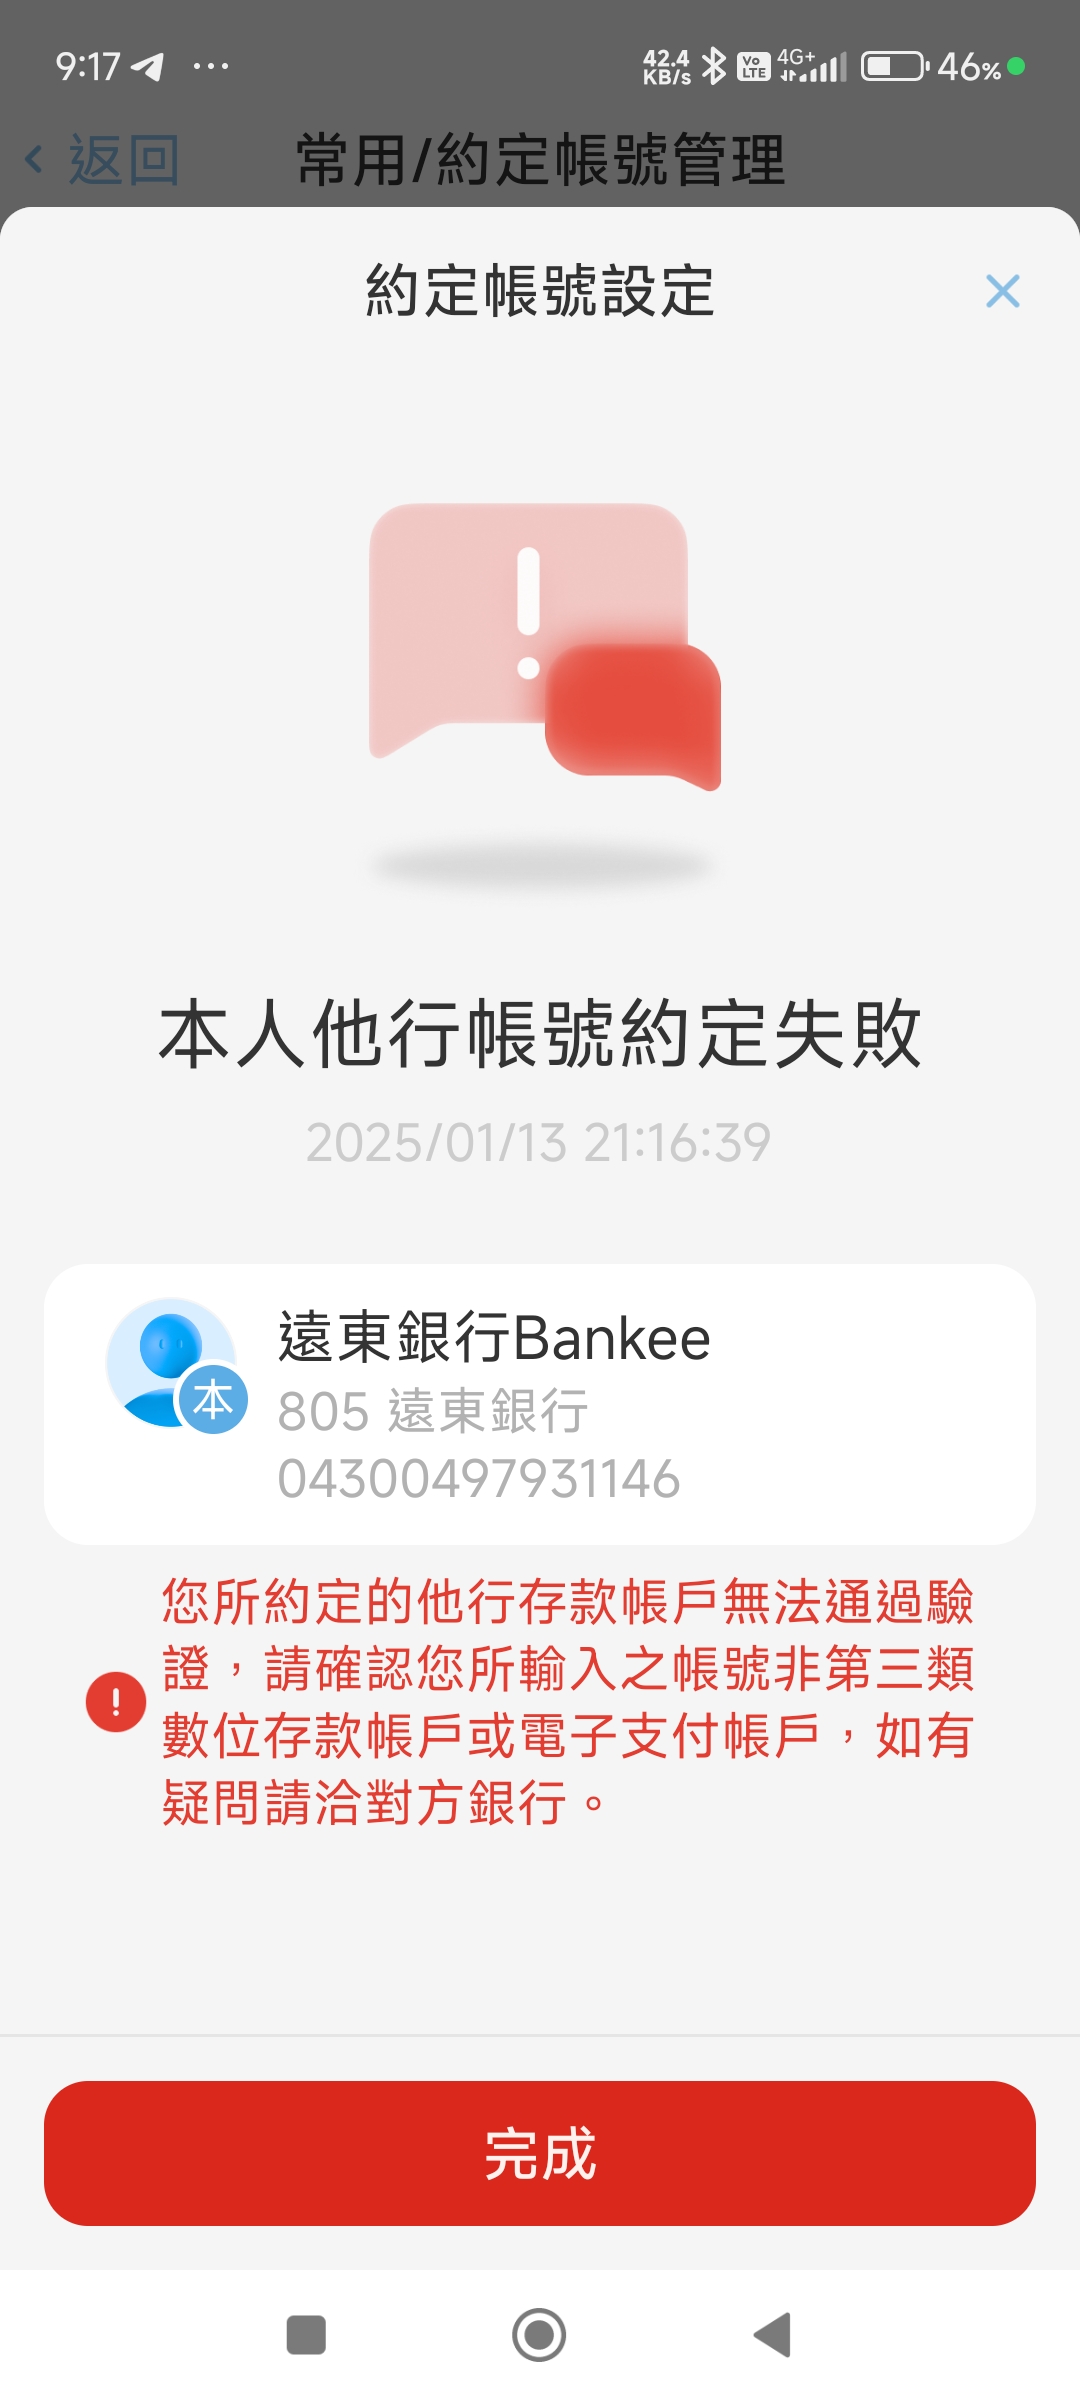 9:17 ... 42.4 KB/s Vo LTE 4G+ 46%
返回 常用/約定帳號管理
約定帳號設定
本人他行帳號約定失敗
2025/01/13 21:16:39
遠東銀行Bankee
本
805 遠東銀行
04300497931146
您所約定的他行存款帳戶無法通過驗
證，請確認您所輸入之帳號非第三類
數位存款帳戶或電子支付帳戶，如有
疑問請洽對方銀行。
完成